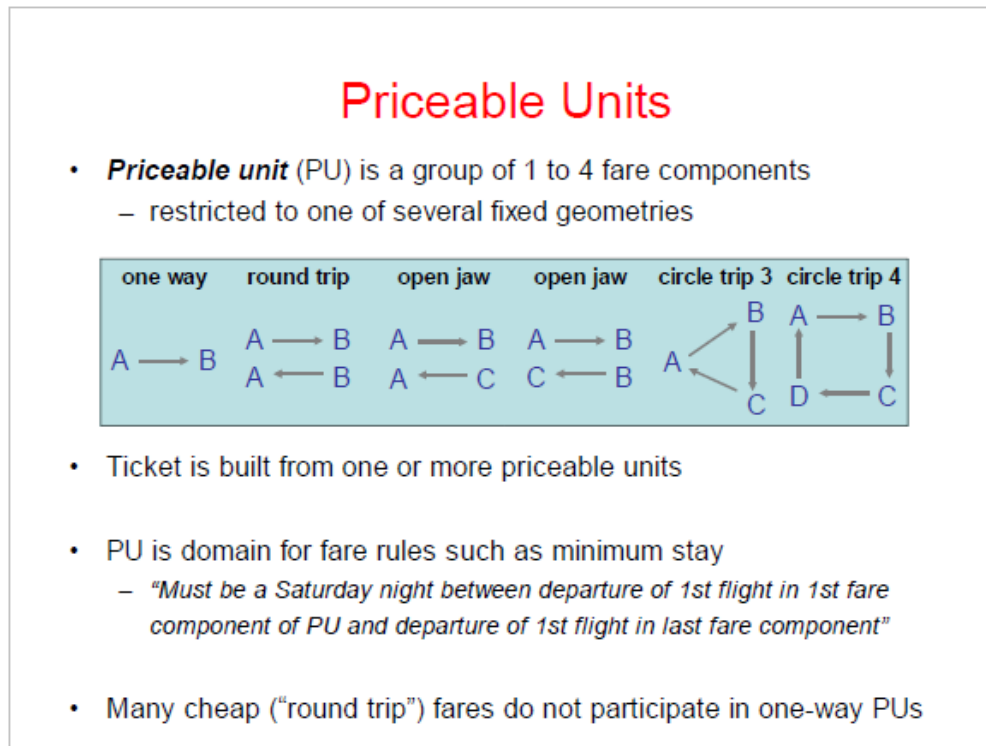 Priceable Units
• Priceable unit (PU) is a group of 1 to 4 fare components
– restricted to one of several fixed geometries
one way round trip open jaw open jaw circle trip 3 circle trip 4
A B
A B
A B
A B
A C
A B
C B
A B C
A B
D C
• Ticket is built from one or more priceable units
• PU is domain for fare rules such as minimum stay
– “Must be a Saturday night between departure of 1st flight in 1st fare
component of PU and departure of 1st flight in last fare component”
• Many cheap (“round trip”) fares do not participate in one-way PUs